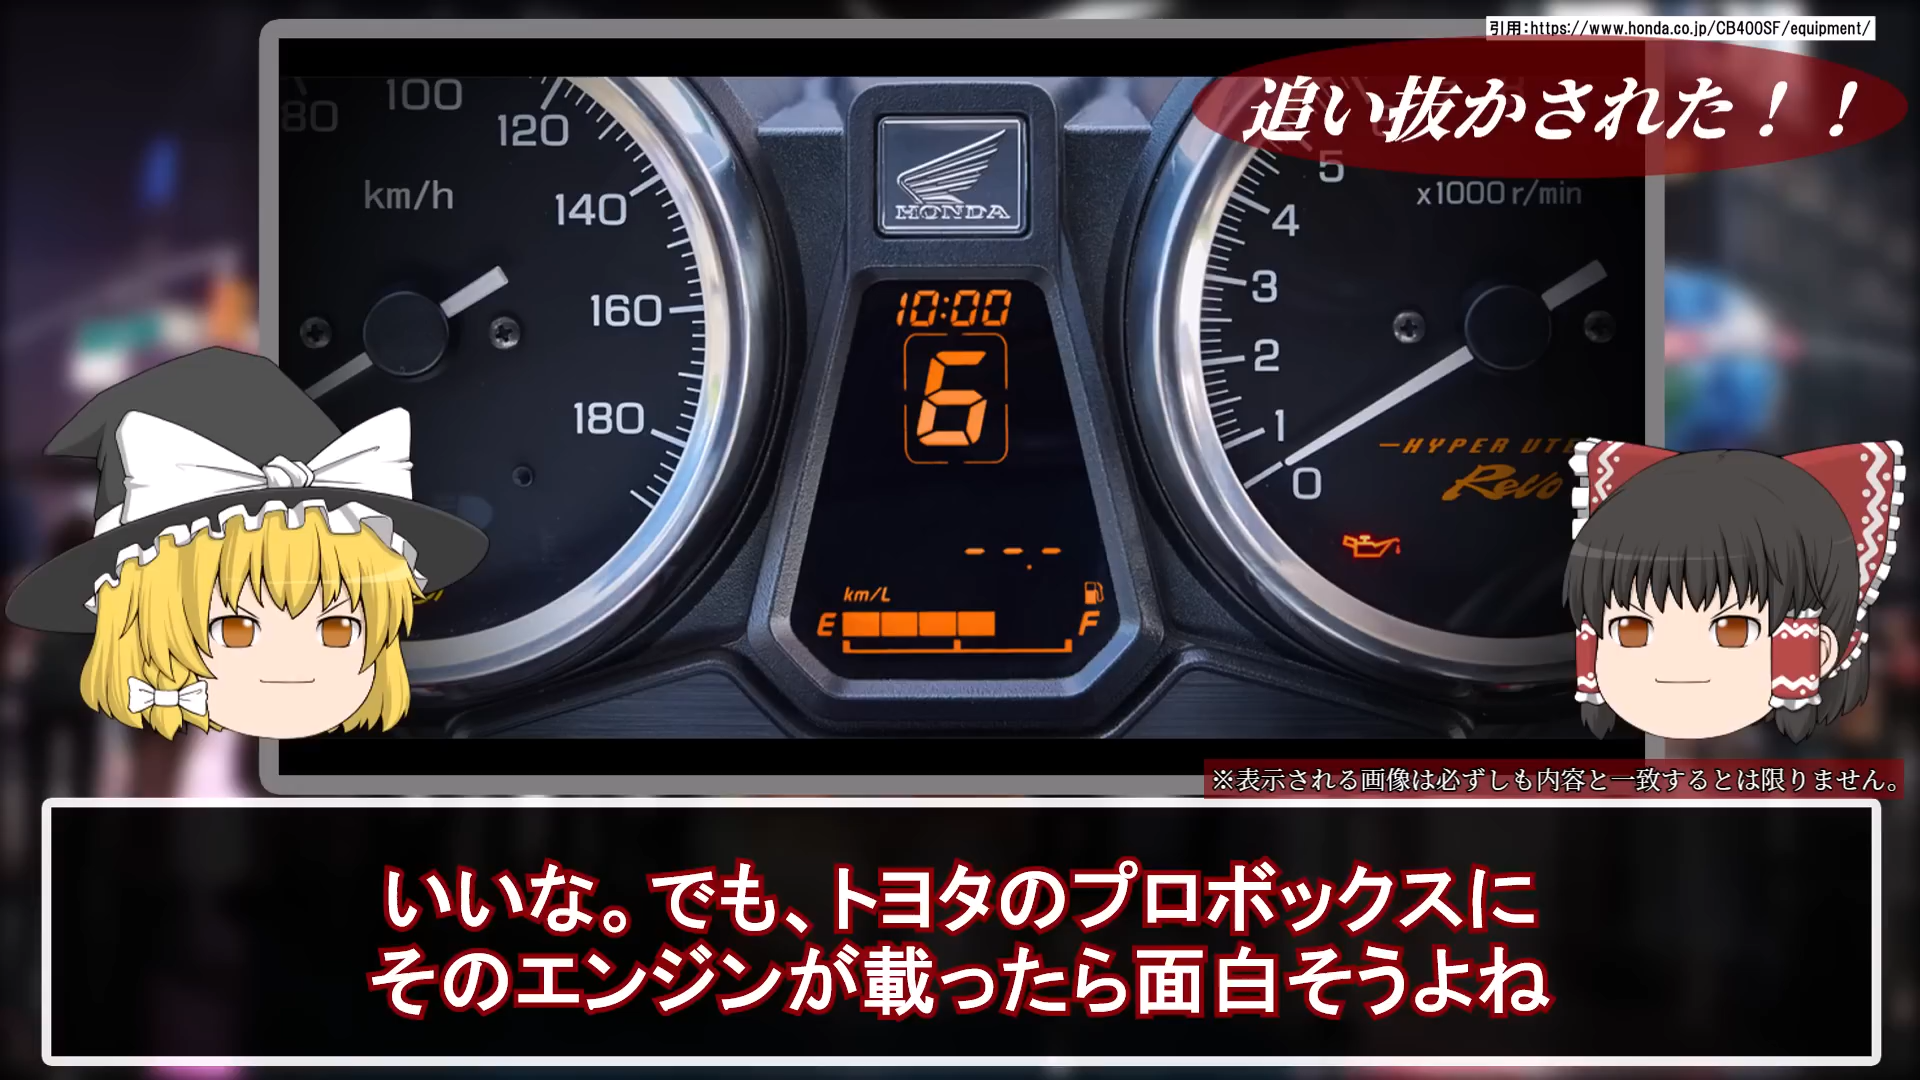 引用:https://www.honda.co.jp/CB400SF/equipment/
追い抜かされた！！
80
100
120
km/h
140
160
180
HONDA
10:00
6
---.
km/L
E
F
5
x1000 r/min
4
3
2
1
0
HYPER VTE
Revo
※表示される画像は必ずしも内容と一致するとは限りません。
いいな。でも、トヨタのプロボックスに
そのエンジンが載ったら面白そうよね